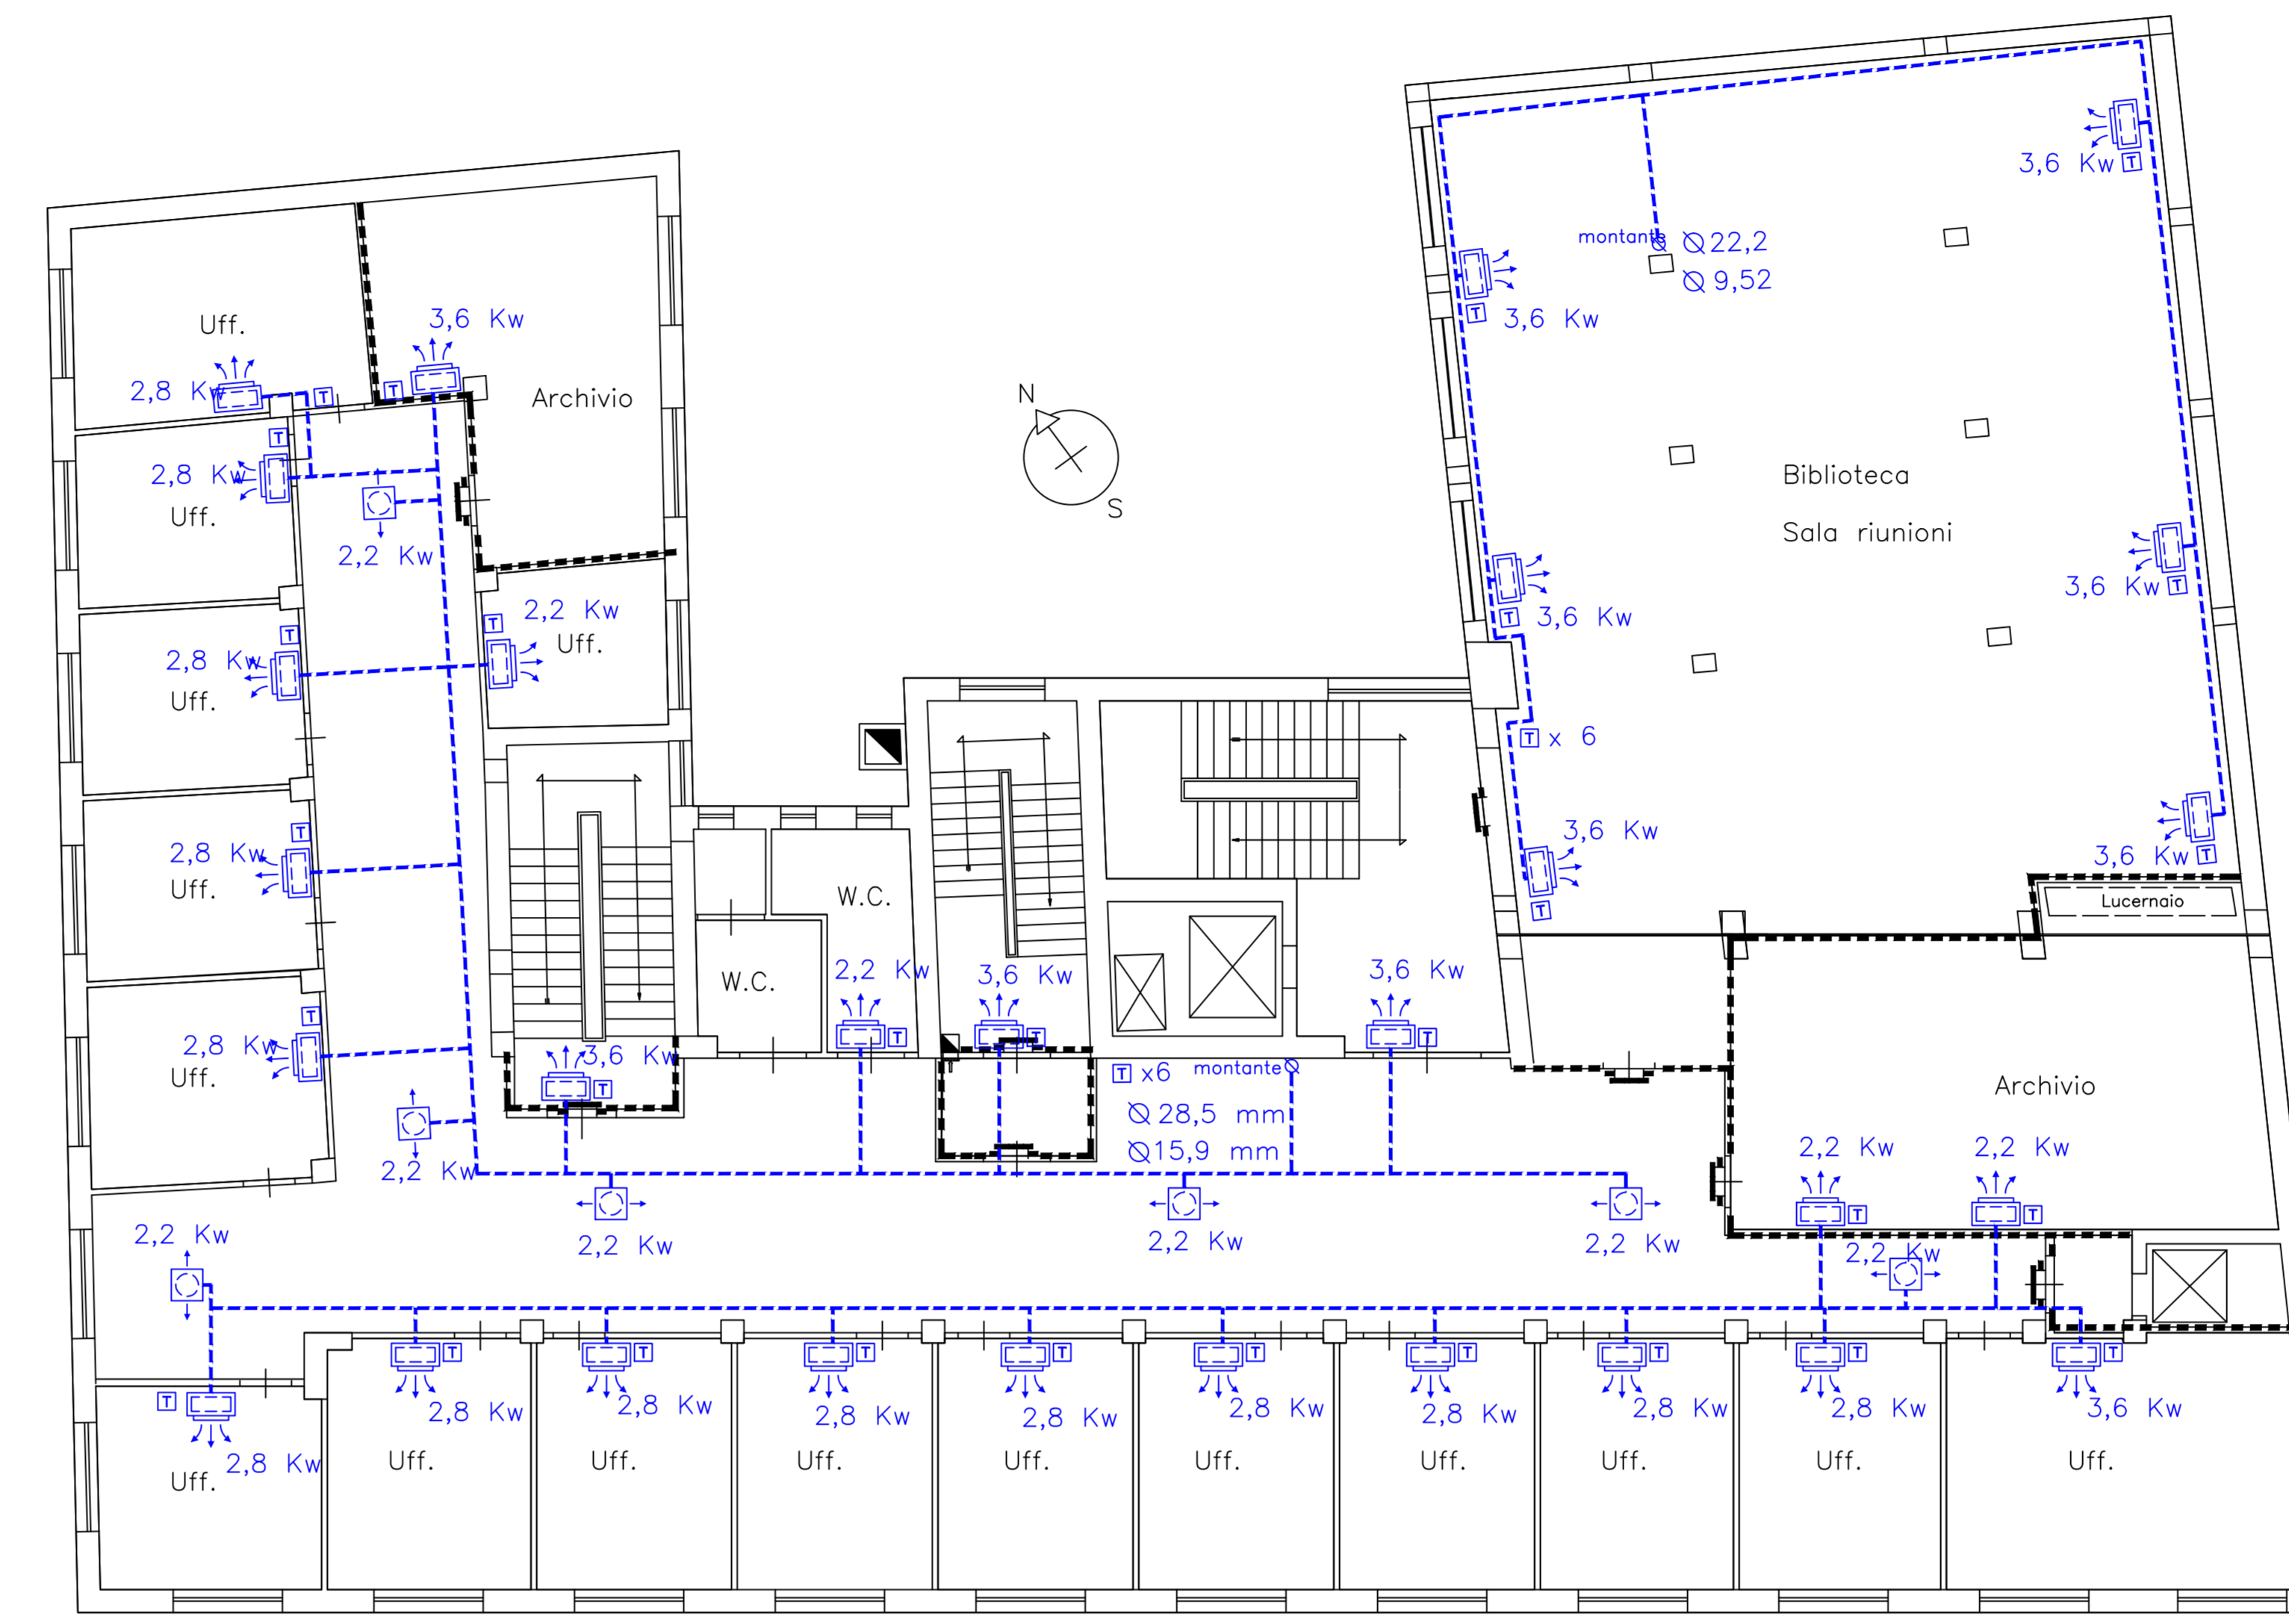 3,6 Kw
montante
Ø22,2
Ø9,52
3,6 Kw
3,6 Kw
Uff.
2,8 Kw
T
T
Archivio
N
S
T
T
2,8 Kw
T
Uff.
2,2 Kw
Biblioteca
Sala riunioni
3,6 Kw
T
2,2 Kw
T
Uff.
3,6 Kw
T
T
2,8 Kw
Uff.
T x 6
T
2,8 Kw
Uff.
W.C.
3,6 Kw
T
3,6 Kw
T
Lucernaio
W.C.
2,2 Kw
T
3,6 Kw
T
3,6 Kw
T
T
2,8 Kw
Uff.
3,6 Kw
T
T x6
montante
Ø28,5 mm
Ø15,9 mm
Archivio
2,2 Kw
2,2 Kw
2,2 Kw
T
T
2,2 Kw
2,2 Kw
2,2 Kw
2,2 Kw
2,2 Kw
T
2,8 Kw
Uff.
T
2,8 Kw
Uff.
T
2,8 Kw
Uff.
T
2,8 Kw
Uff.
T
2,8 Kw
Uff.
T
2,8 Kw
Uff.
T
2,8 Kw
Uff.
T
2,8 Kw
Uff.
T
2,8 Kw
Uff.
T
3,6 Kw
Uff.